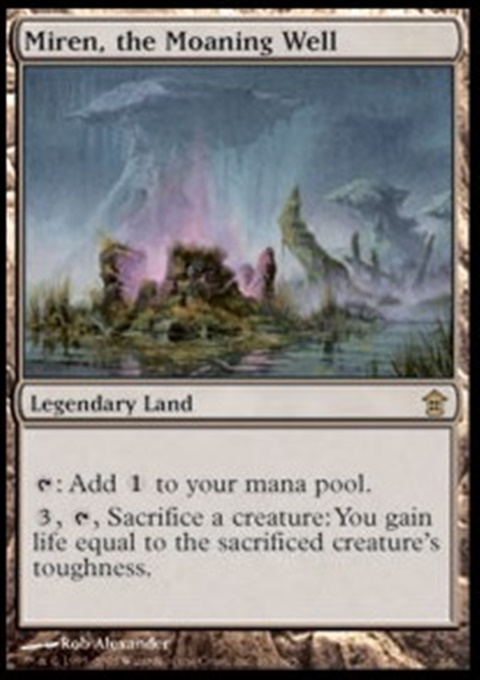 Miren, the Moaning Well
Legendary Land
: Add 1 to your mana pool.
3, , Sacrifice a creature: You gain
life equal to the sacrificed creature's
toughness.
Rob Alexander